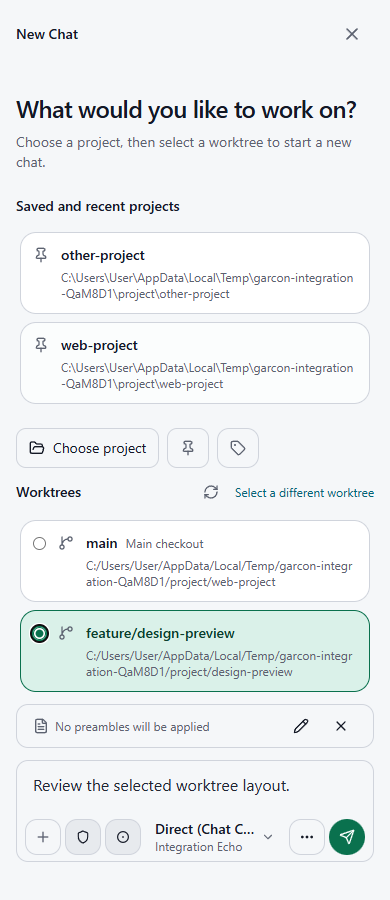 New Chat
What would you like to work on?
Choose a project, then select a worktree to start a new
chat.
Saved and recent projects
other-project
C:\Users\User\AppData\Local\Temp\garcon-integration
-QaM8D1\project\other-project
web-project
C:\Users\User\AppData\Local\Temp\garcon-integration
-QaM8D1\project\web-project
Choose project
Worktrees Select a different worktree
main Main checkout
C:/Users/User/AppData/Local/Temp/garcon-integr
ation-QaM8D1/project/web-project
feature/design-preview
C:/Users/User/AppData/Local/Temp/garcon-integr
ation-QaM8D1/project/design-preview
No preambles will be applied
Review the selected worktree layout.
Direct (Chat C...
Integration Echo